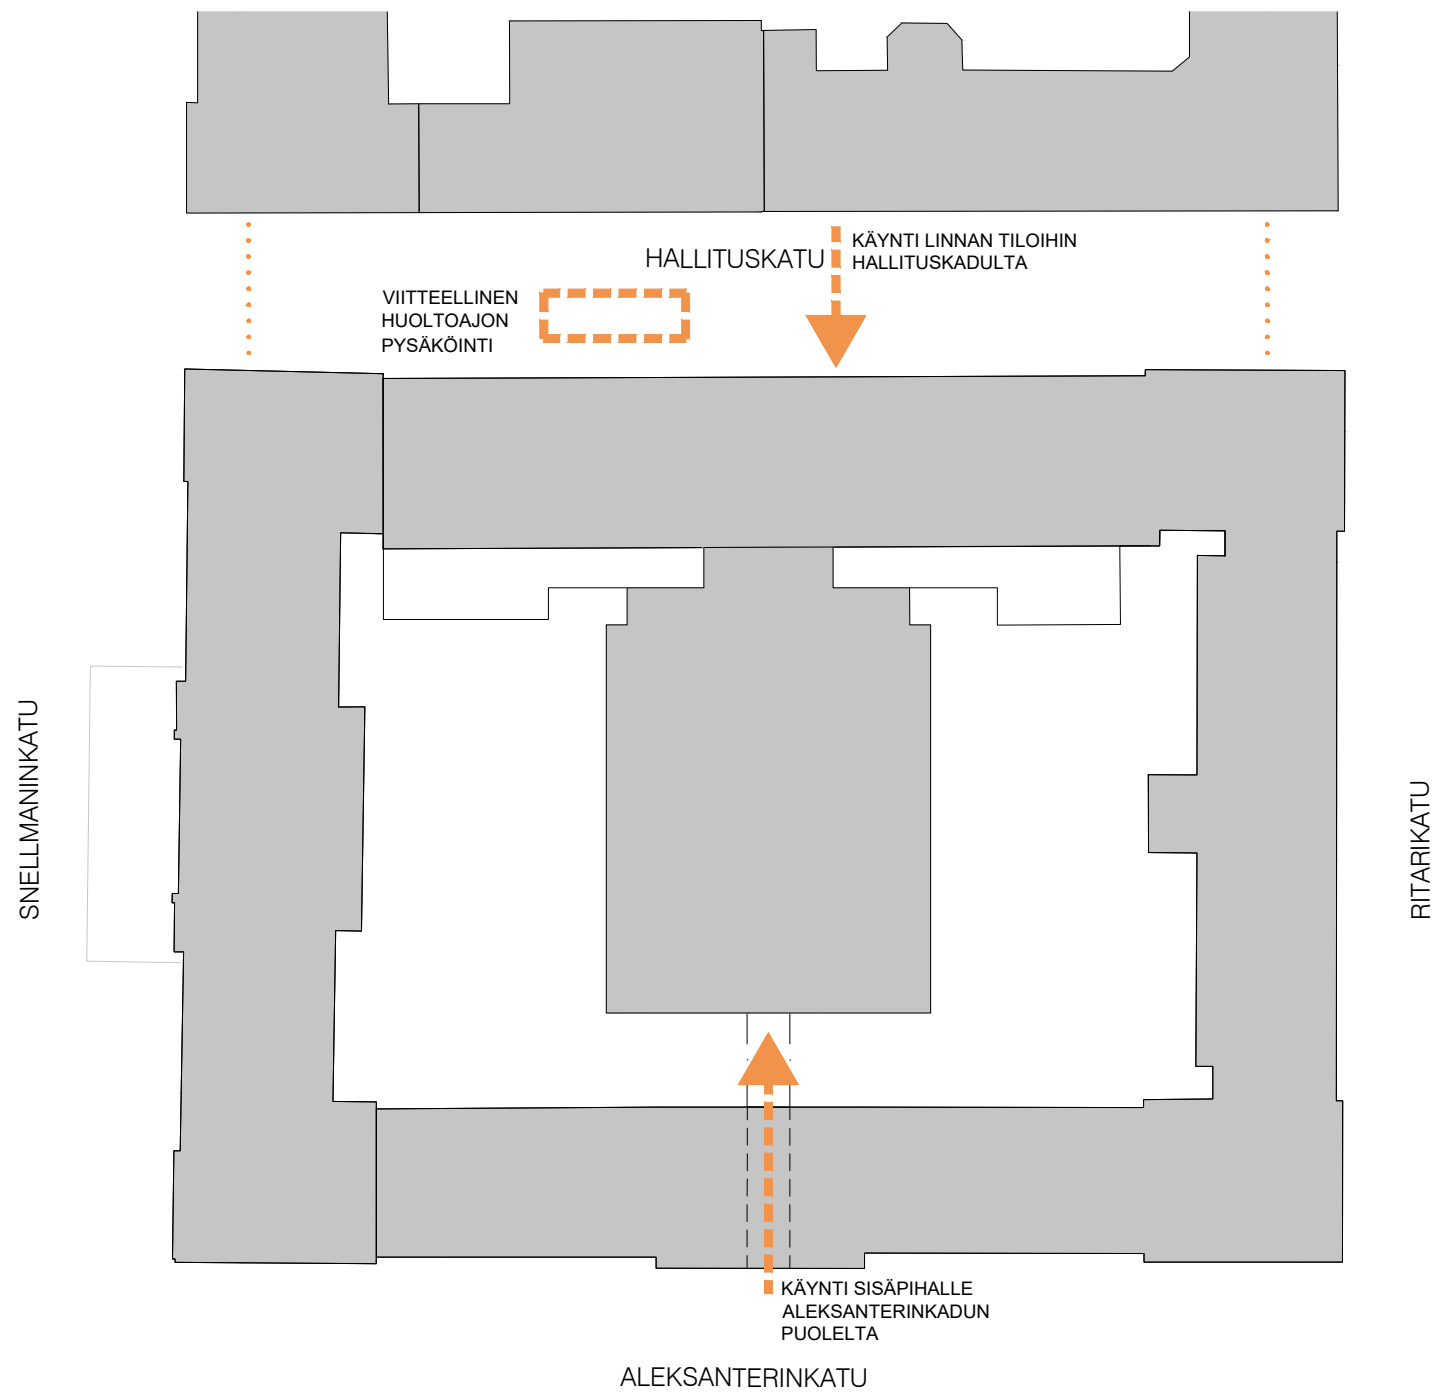 KÄYNTI LINNAN TILOIHIN
HALLITUSKADULTA
HALLITUSKATU
VIITTEELLINEN
HUOLTOAJON
PYSÄKÖINTI
SNELLMANINKATU
RITARIKATU
KÄYNTI SISÄPIHALLE
ALEKSANTERINKADUN
PUOLELTA
ALEKSANTERINKATU